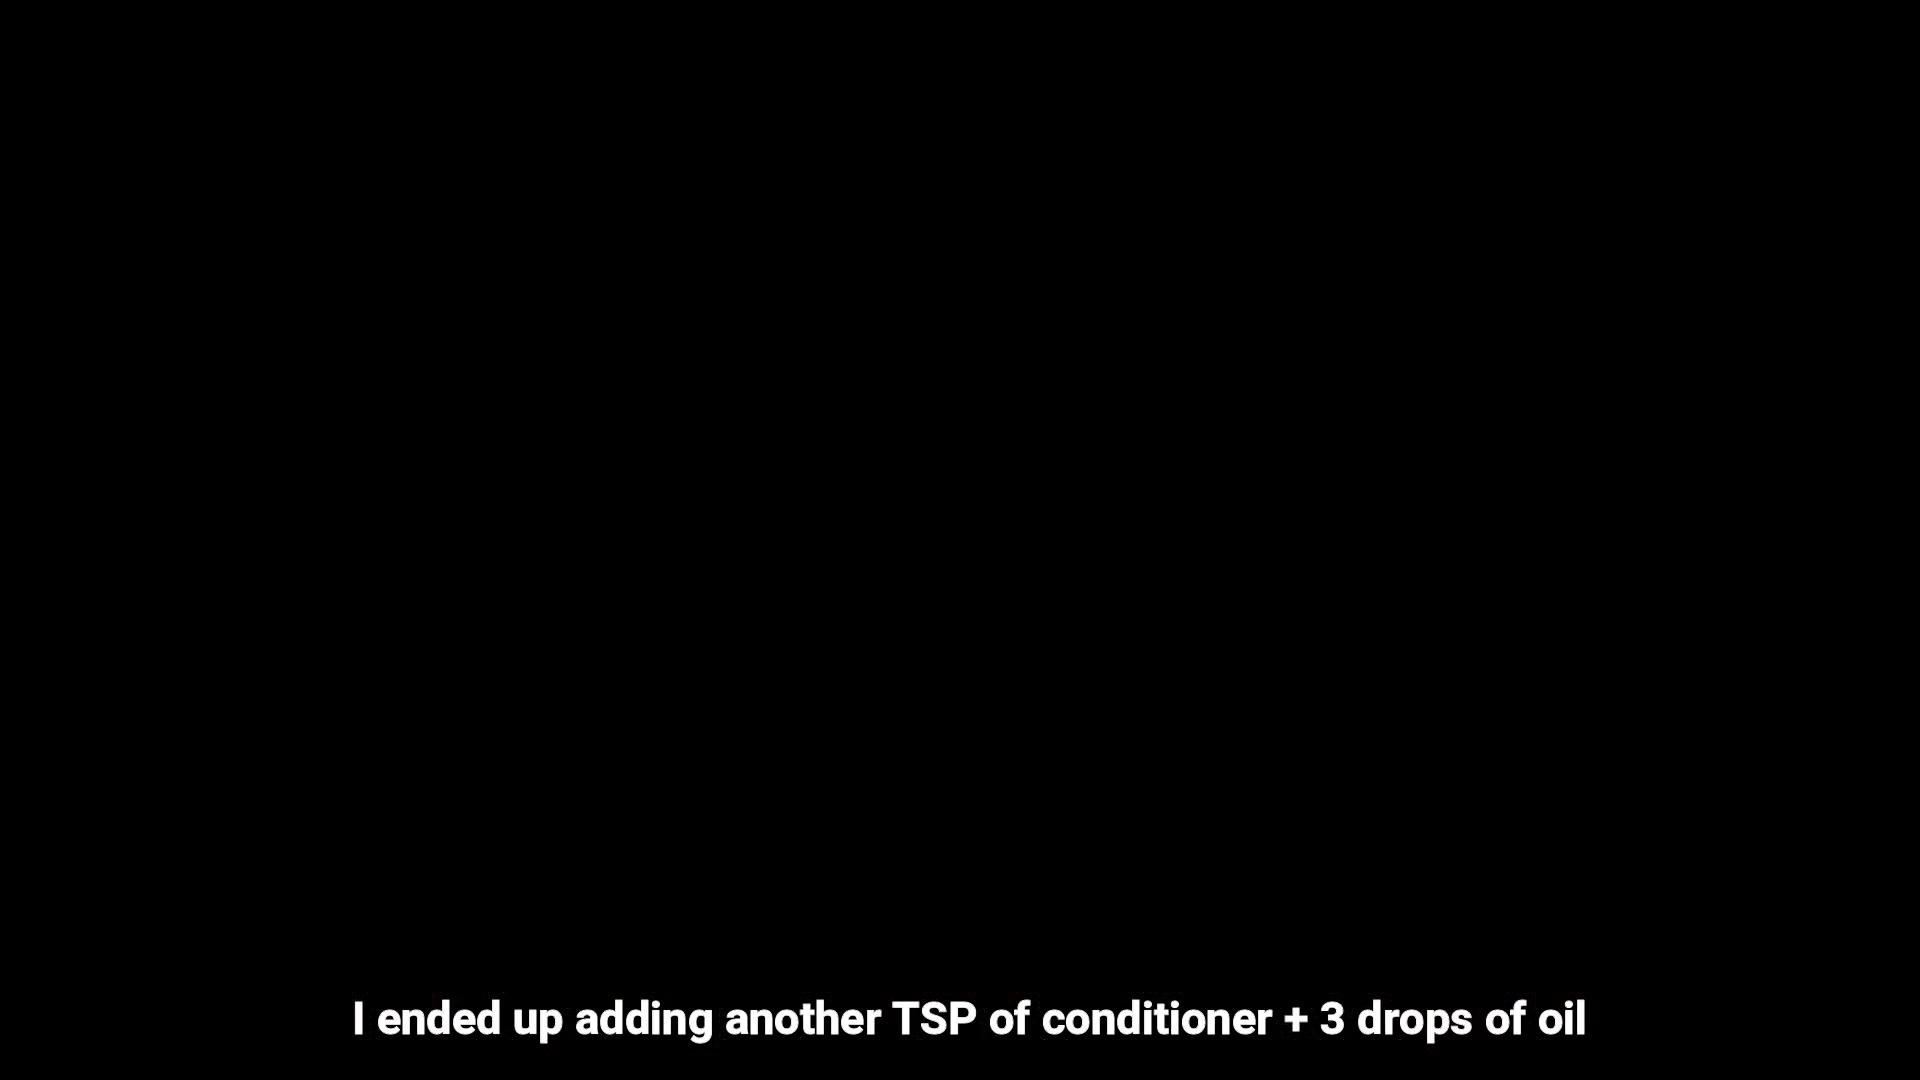 I ended up adding another TSP of conditioner + 3 drops of oil